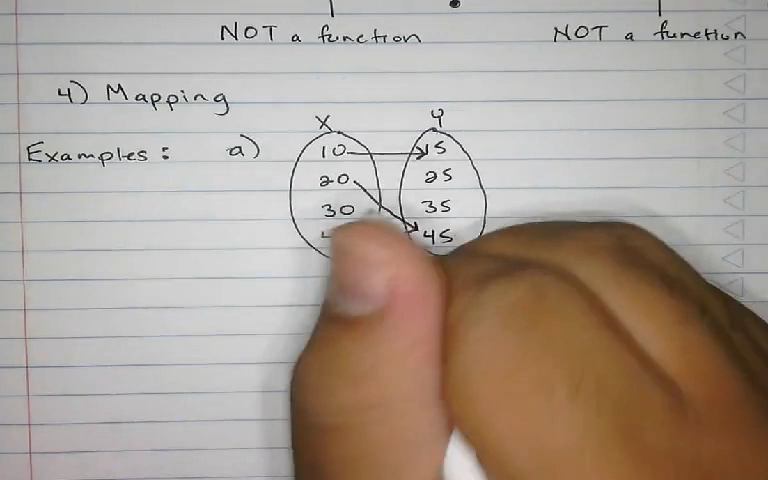 NOT a function NOT a function
4) Mapping
X Y
Examples: a) 10 15
20 25
30 35
45